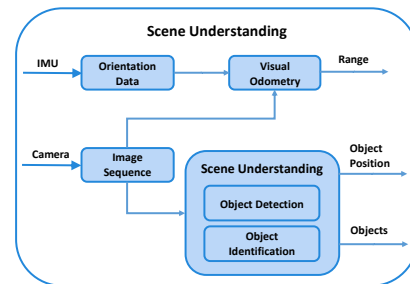 Scene Understanding
IMU
Orientation
Data
Visual
Odometry
Range
Camera
Image
Sequence
Scene Understanding
Object Detection
Object
Identification
Object
Position
Objects